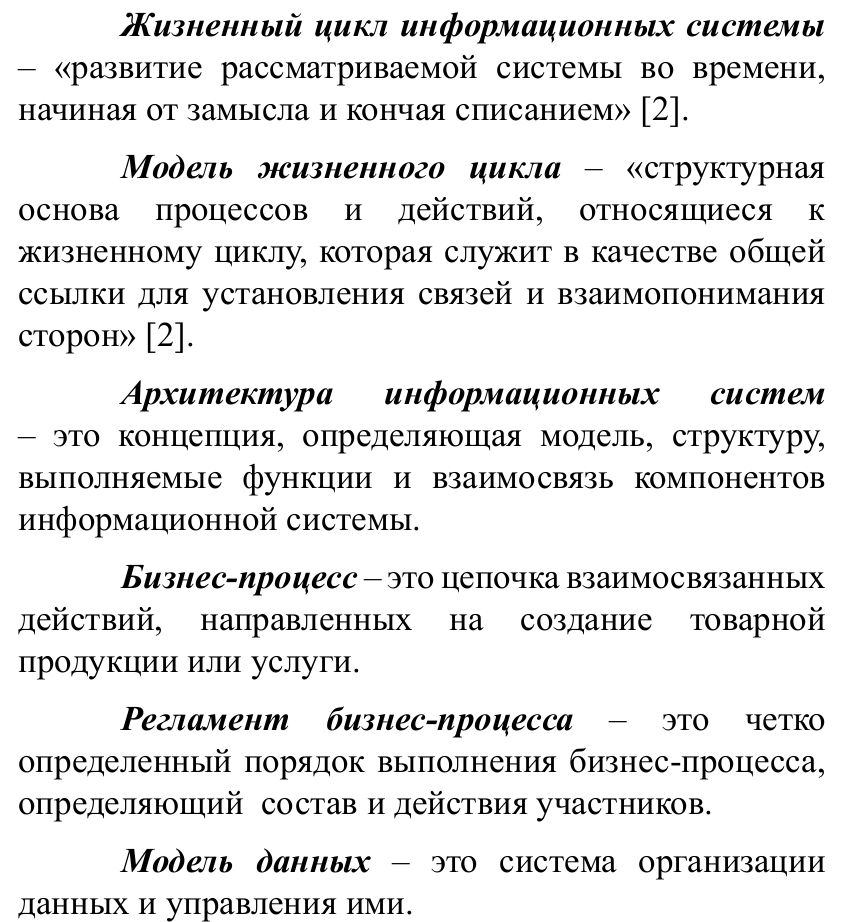 Жизненный цикл информационных системы
– «развитие рассматриваемой системы во времени,
начиная от замысла и кончая списанием» [2].
Модель жизненного цикла – «структурная
основа процессов и действий, относящиеся к
жизненному циклу, которая служит в качестве общей
ссылки для установления связей и взаимопонимания
сторон» [2].
Архитектура информационных систем
– это концепция, определяющая модель, структуру,
выполняемые функции и взаимосвязь компонентов
информационной системы.
Бизнес-процесс – это цепочка взаимосвязанных
действий, направленных на создание товарной
продукции или услуги.
Регламент бизнес-процесса – это четко
определенный порядок выполнения бизнес-процесса,
определяющий  состав и действия участников.
Модель данных – это система организации
данных и управления ими.